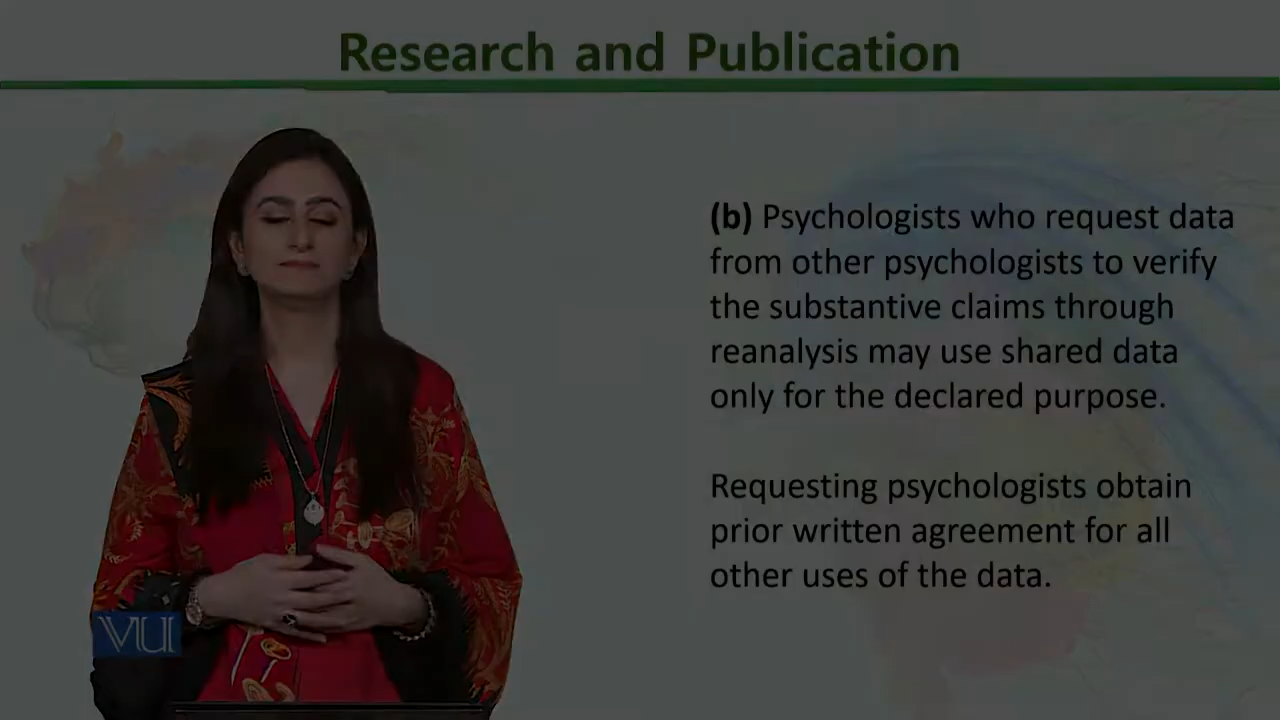 Research and Publication
(b) Psychologists who request data
from other psychologists to verify
the substantive claims through
reanalysis may use shared data
only for the declared purpose.
Requesting psychologists obtain
prior written agreement for all
other uses of the data.
VU